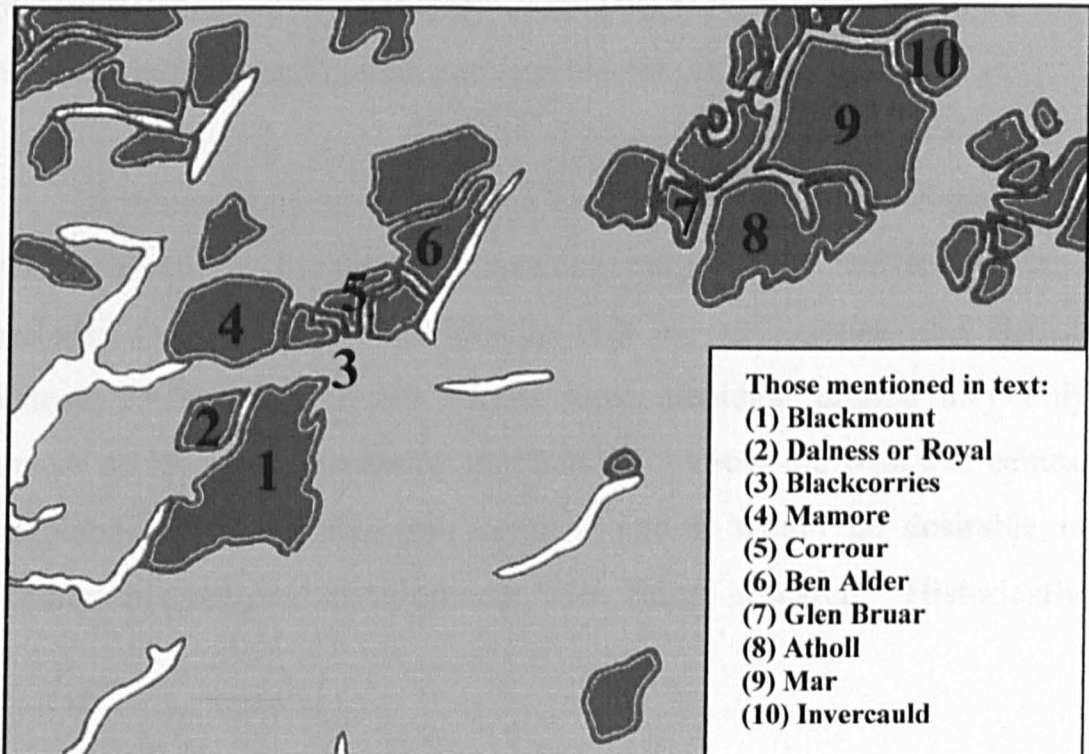 10
9
7
8
6
5
4
3
2
1
Those mentioned in text:
(1) Blackmount
(2) Dalness or Royal
(3) Blackcorries
(4) Mamore
(5) Corrour
(6) Ben Alder
(7) Glen Bruar
(8) Atholl
(9) Mar
(10) Invercauld